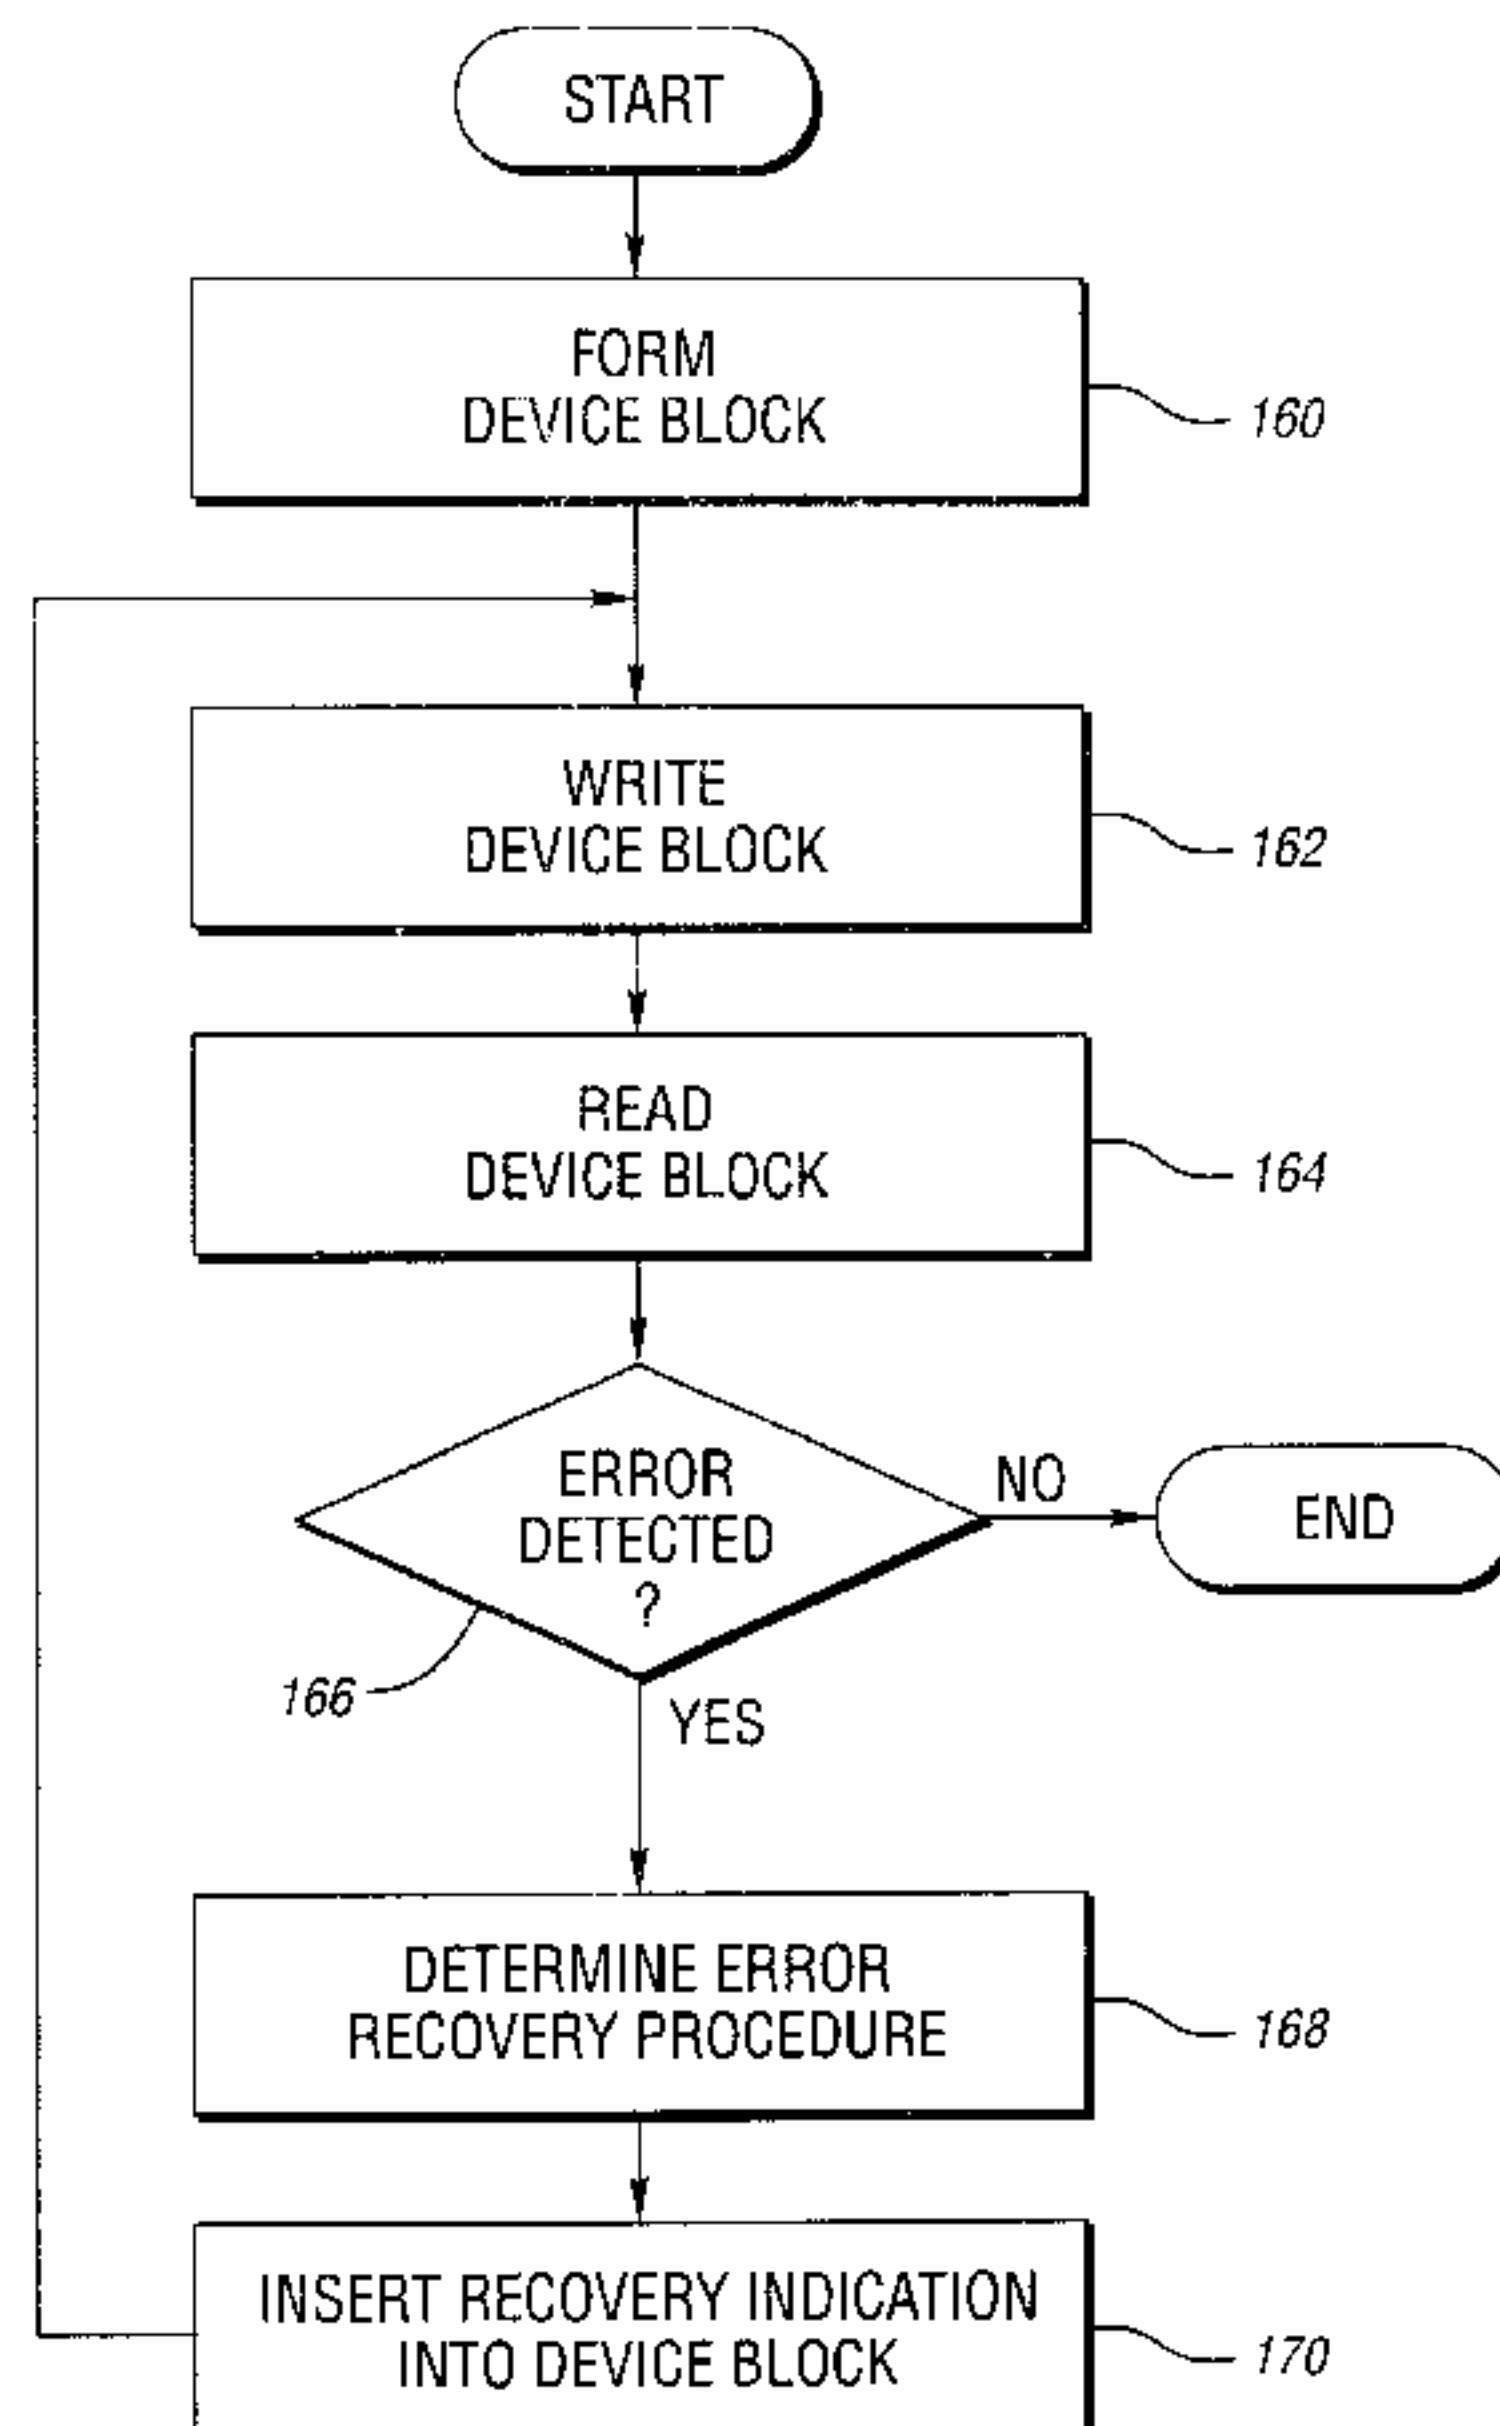 START
FORM
DEVICE BLOCK
160
WRITE
DEVICE BLOCK
162
READ
DEVICE BLOCK
164
ERROR
DETECTED
?
NO
END
166
YES
DETERMINE ERROR
RECOVERY PROCEDURE
168
INSERT RECOVERY INDICATION
INTO DEVICE BLOCK
170